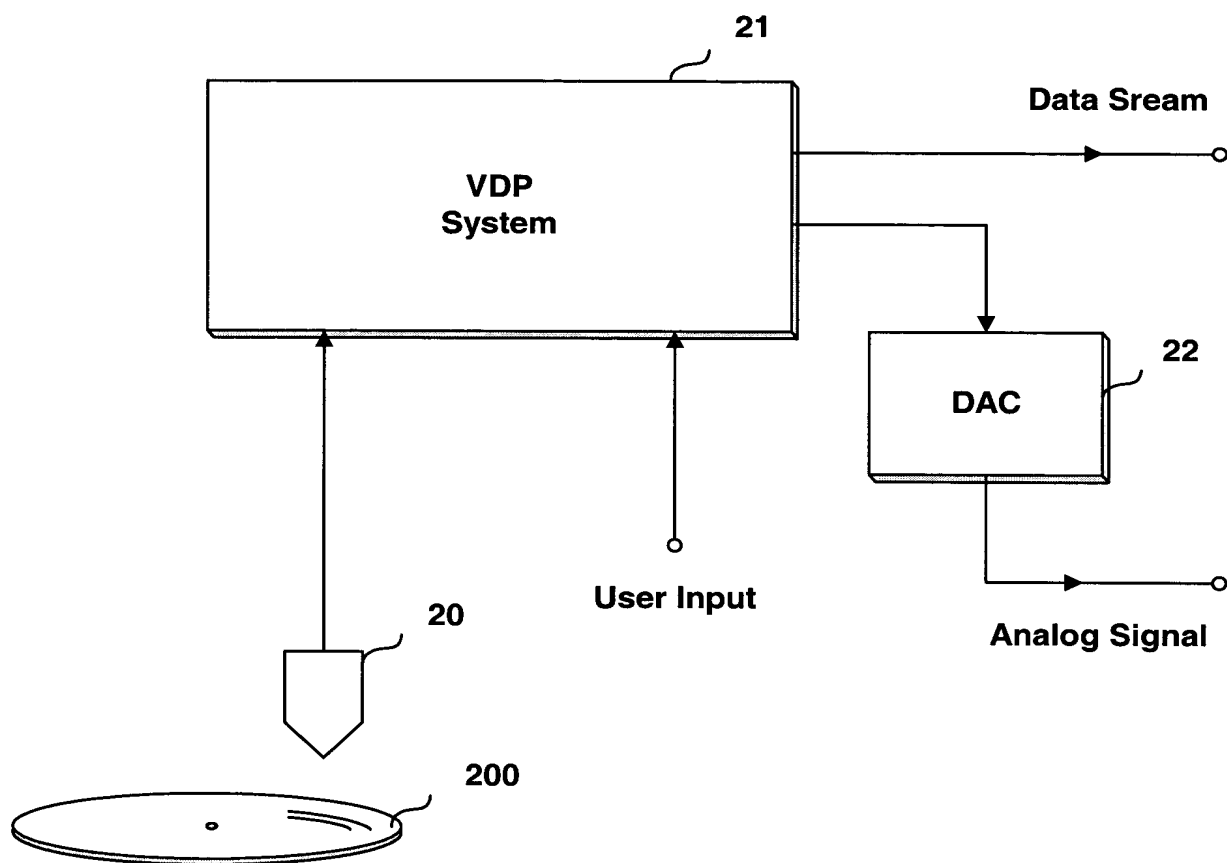 21
Data Sream
VDP
System
22
DAC
User Input
20
Analog Signal
200